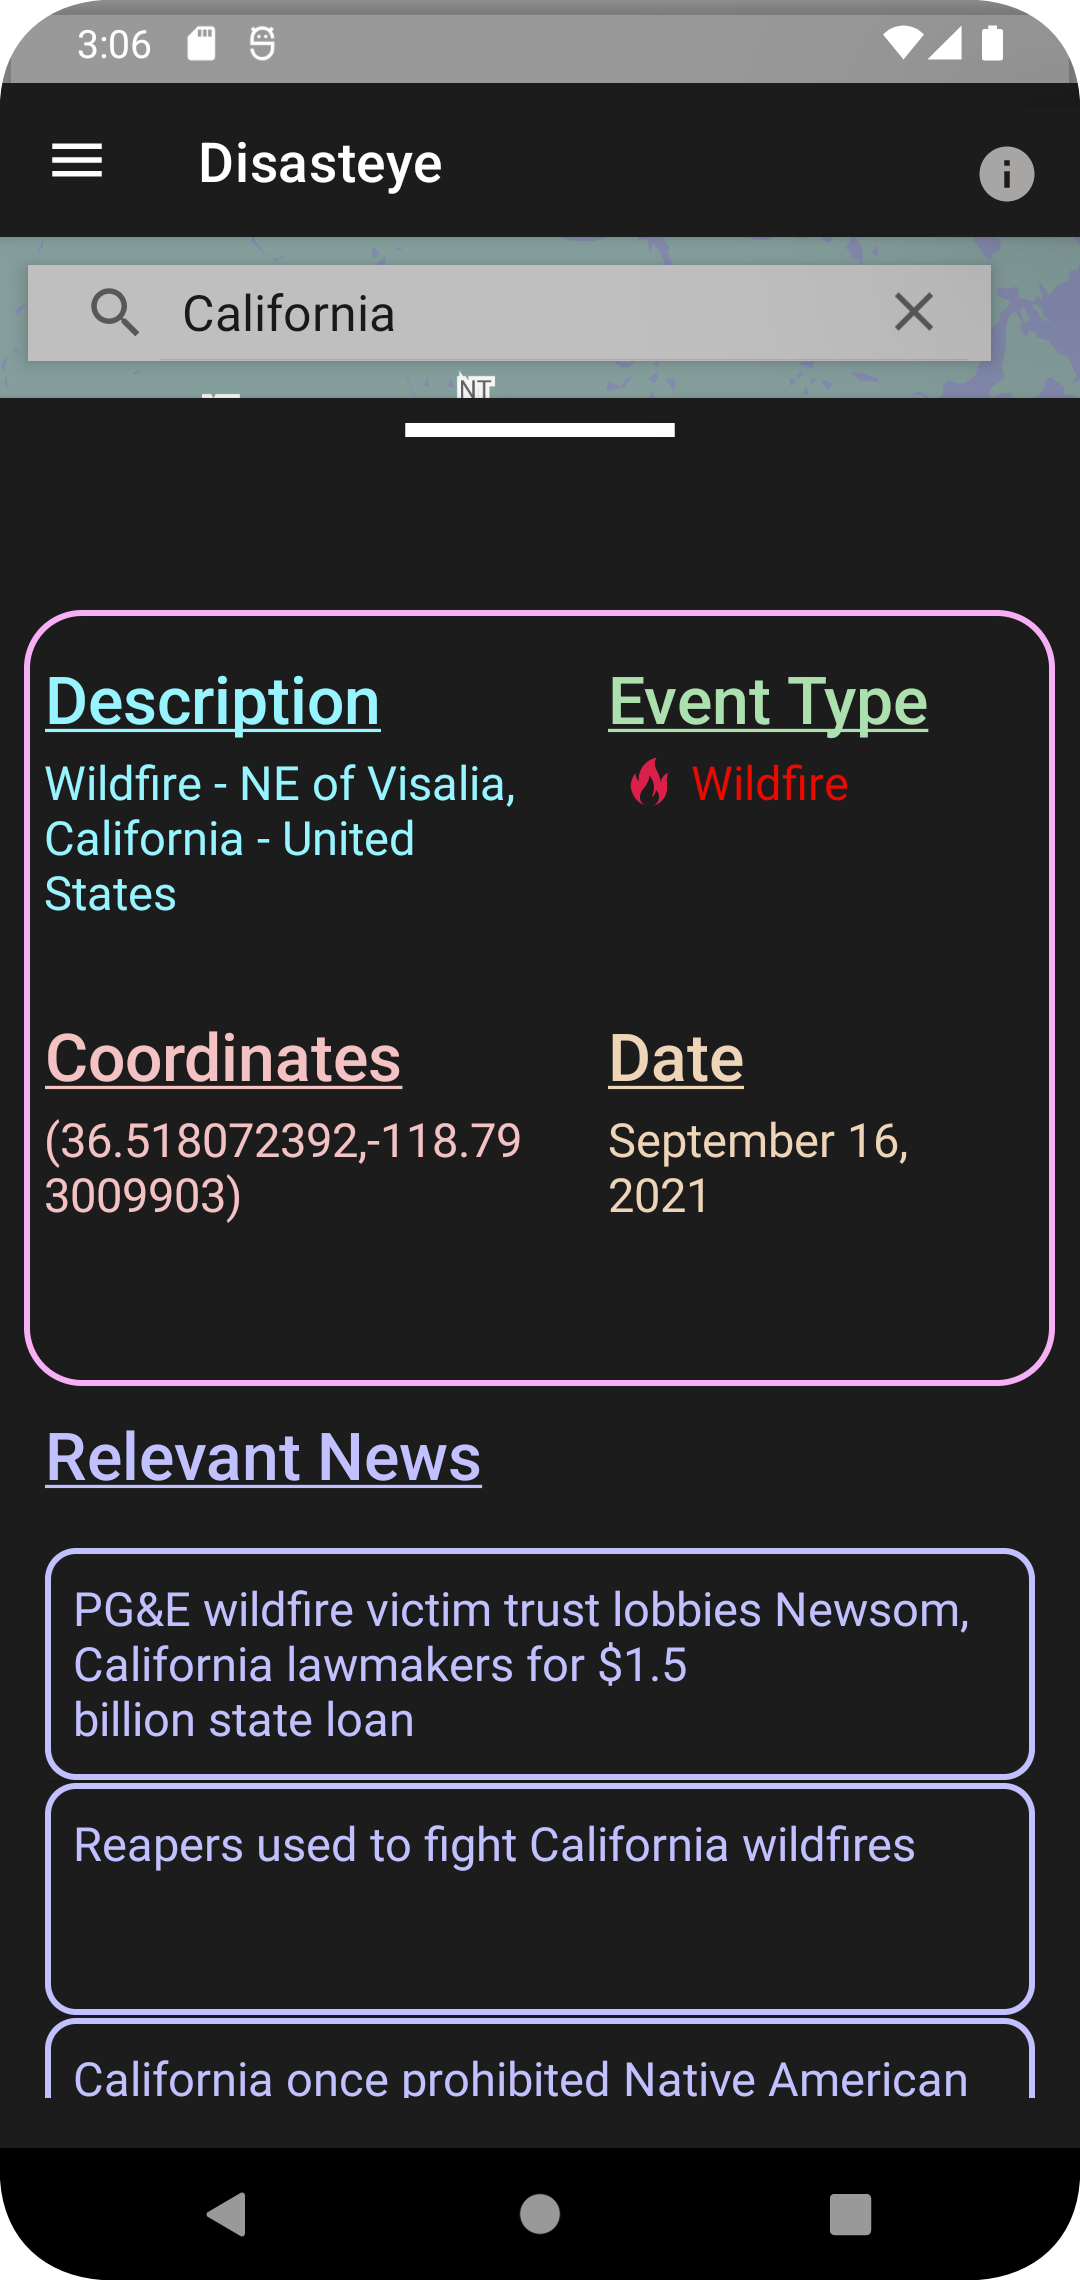 3:06
Disasteye
California
NT
Description
Event Type
Wildfire - NE of Visalia,
California - United
States
Wildfire
Coordinates
Date
(36.518072392,-118.79
3009903)
September 16,
2021
Relevant News
PG&E wildfire victim trust lobbies Newsom,
California lawmakers for $1.5
billion state loan
Reapers used to fight California wildfires
California once prohibited Native American